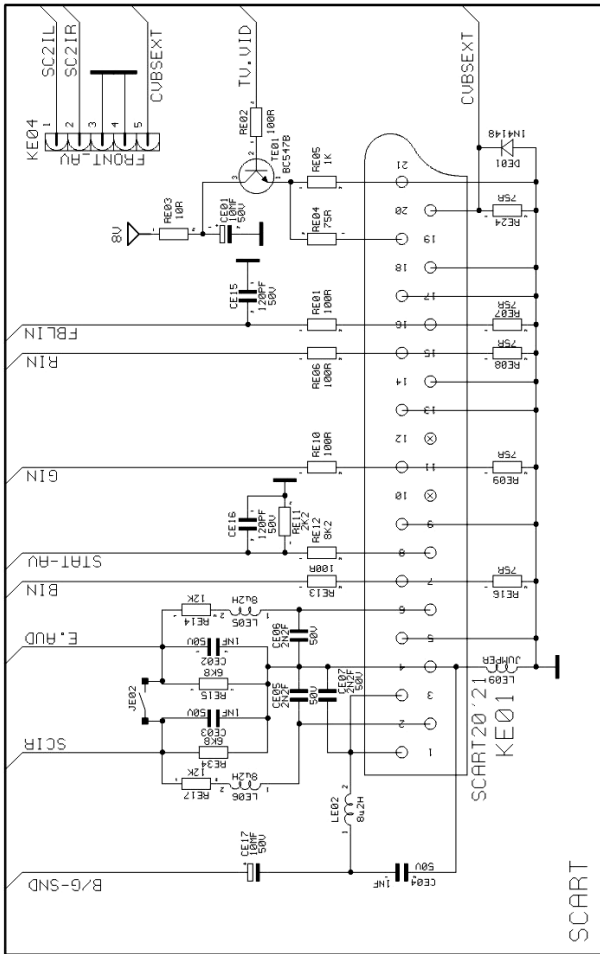 SC2IL
SC2IR
CVBSEXT
KE04
1
2
3
4
5
FRONT_AV
TV.VID
CVBSEXT
RE02
100R
TE01
BC547B
8V
RE03
10R
CE01
10MF
50V
RE05
1K
RE04
75R
DE01
1N4148
RE24
75R
FBLIN
CE15
120PF
50V
RE01
100R
RE07
75R
RIN
RE06
100R
RE08
75R
GIN
RE10
100R
RE09
75R
STAT-AV
CE16
120PF
50V
RE11
2K2
RE12
8K2
BIN
RE13
100R
RE16
75R
E.AUD
RE14
12K
LE05
8u2H
CE02
1NF
50V
RE15
6K8
JE02
CE03
1NF
50V
SCIR
RE34
6K8
RE17
12K
LE06
8u2H
CE06
2N2F
50V
CE05
2N2F
50V
CE07
2N2F
50V
B/G-SND
CE17
10MF
50V
LE02
8u2H
CE04
1NF
50V
LE09
JUMPER
21
20
19
18
17
16
15
14
13
12
11
10
9
8
7
6
5
4
3
2
1
SCART20'21
KE01
SCART